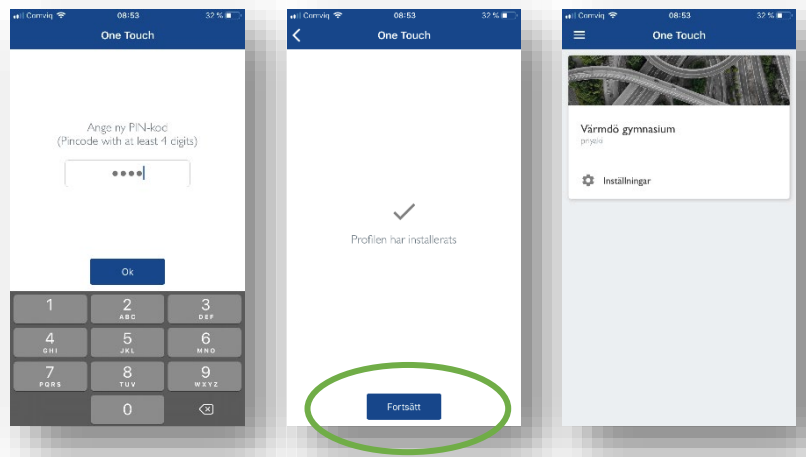 Comviq 08:53 32 %
One Touch
Ange ny PIN-kod
(Pincode with at least 4 digits)
••••
Ok
1
2
ABC
3
DEF
4
GHI
5
JKL
6
MNO
7
PQRS
8
TUV
9
WXYZ
0
Comviq 08:53 32 %
One Touch
Profilen har installerats
Fortsätt
Comviq 08:53 32 %
One Touch
Värmdö gymnasium
Inställningar